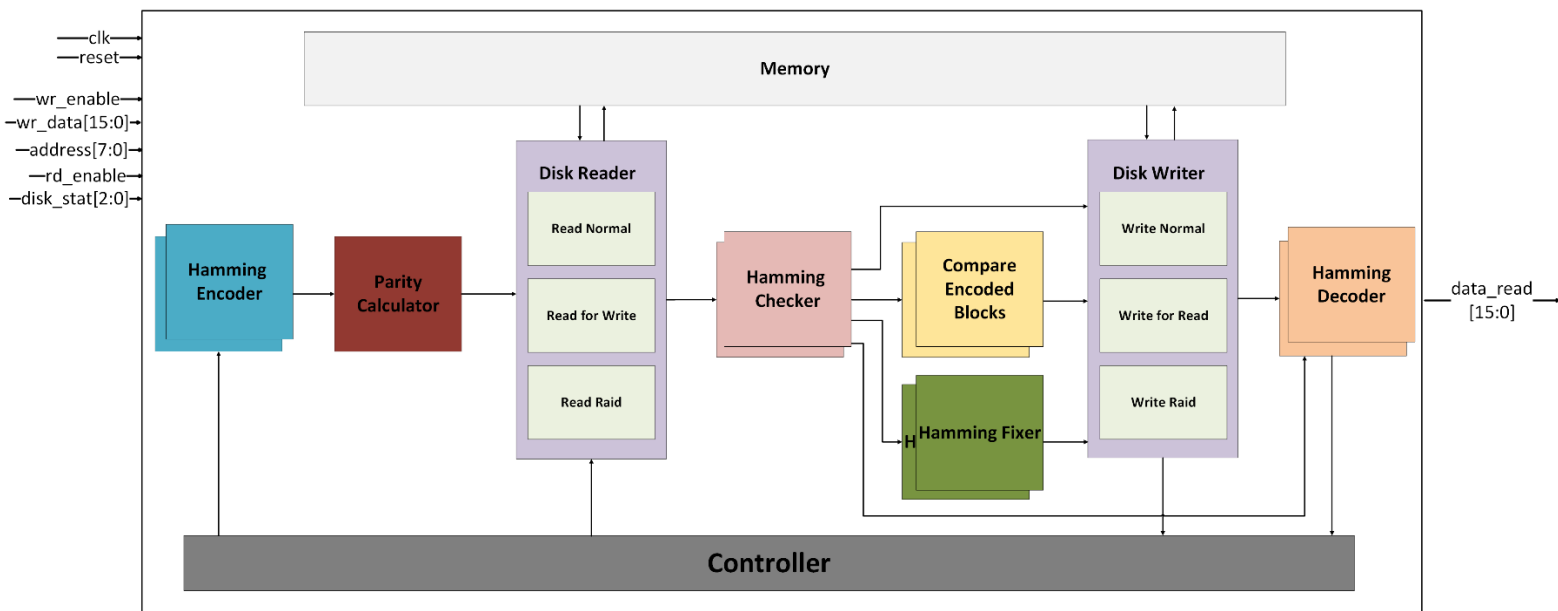 clk
reset
wr_enable
wr_data[15:0]
address[7:0]
rd_enable
disk_stat[2:0]
Memory
Disk Reader
Read Normal
Read for Write
Read Raid
Disk Writer
Write Normal
Write for Read
Write Raid
Hamming
Encoder
Parity
Calculator
Hamming
Checker
Compare
Encoded
Blocks
H
Hamming Fixer
Hamming
Decoder
data_read
[15:0]
Controller